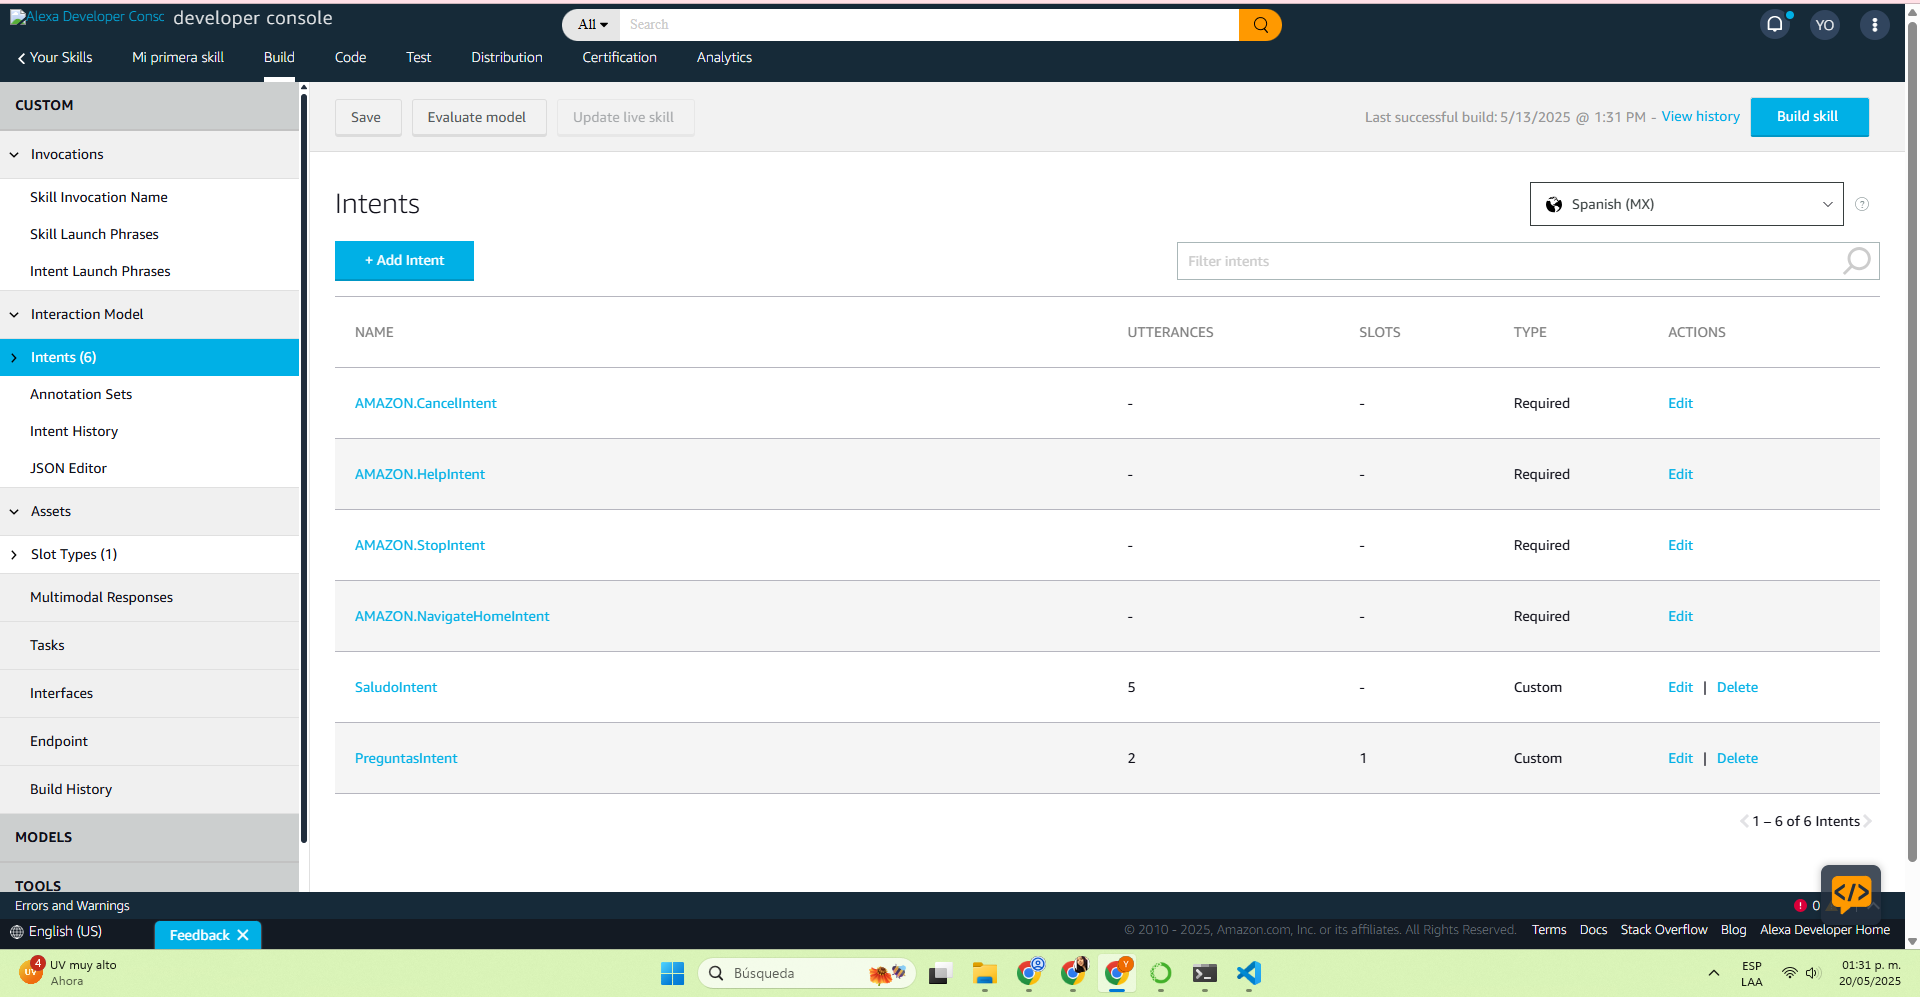 Alexa Developer Consc developer console
All
Search
YO
Your Skills
Mi primera skill
Build
Code
Test
Distribution
Certification
Analytics
CUSTOM
Invocations
Skill Invocation Name
Skill Launch Phrases
Intent Launch Phrases
Interaction Model
Intents (6)
Annotation Sets
Intent History
JSON Editor
Assets
Slot Types (1)
Multimodal Responses
Tasks
Interfaces
Endpoint
Build History
MODELS
TOOLS
Save
Evaluate model
Update live skill
Last successful build: 5/13/2025 @ 1:31 PM - View history
Build skill
Intents
Spanish (MX)
?
+ Add Intent
Filter intents
NAME UTTERANCES SLOTS TYPE ACTIONS
AMAZON.CancelIntent - - Required Edit
AMAZON.HelpIntent - - Required Edit
AMAZON.StopIntent - - Required Edit
AMAZON.NavigateHomeIntent - - Required Edit
SaludoIntent 5 - Custom Edit | Delete
PreguntasIntent 2 1 Custom Edit | Delete
1 – 6 of 6 Intents
</>
Errors and Warnings
! 0
English (US)
Feedback
© 2010 - 2025, Amazon.com, Inc. or its affiliates. All Rights Reserved.
Terms Docs Stack Overflow Blog Alexa Developer Home
UV 4
UV muy alto
Ahora
Búsqueda
Y
ESP
LAA
01:31 p. m.
20/05/2025